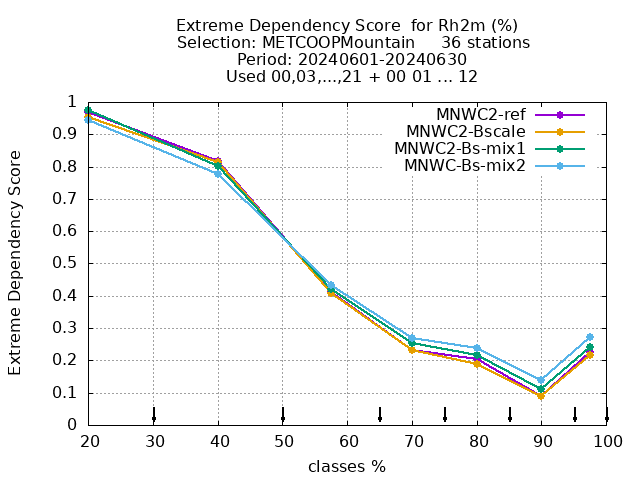 Extreme Dependency Score  for Rh2m (%)
Selection: METCOOPMountain     36 stations
Period: 20240601-20240630
Used 00,03,...,21 + 00 01 ... 12
MNWC2-ref
MNWC2-Bscale
MNWC2-Bs-mix1
MNWC-Bs-mix2
Extreme Dependency Score
1
0.9
0.8
0.7
0.6
0.5
0.4
0.3
0.2
0.1
0
20 30 40 50 60 70 80 90 100
classes %